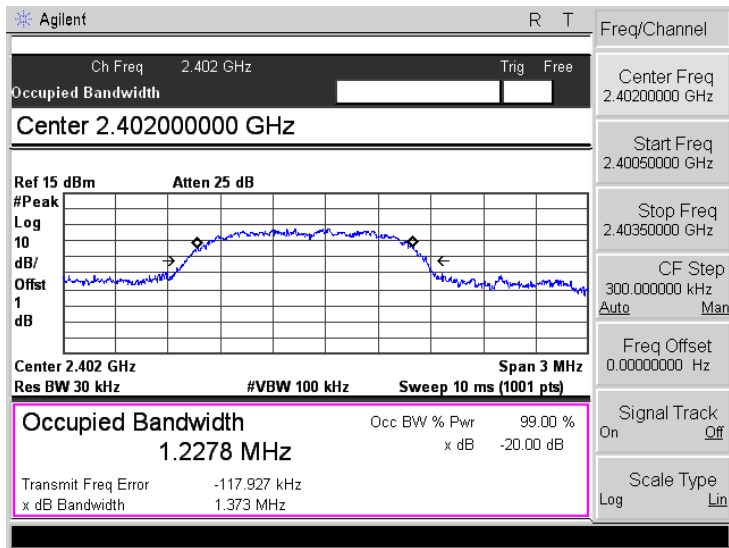 Agilent
R T
Ch Freq 2.402 GHz Trig Free
Occupied Bandwidth
Center 2.402000000 GHz
Ref 15 dBm Atten 25 dB
#Peak
Log
10
dB/
Offst
1
dB
Center 2.402 GHz Span 3 MHz
Res BW 30 kHz #VBW 100 kHz Sweep 10 ms (1001 pts)
Occupied Bandwidth
1.2278 MHz
Occ BW % Pwr 99.00 %
x dB -20.00 dB
Transmit Freq Error -117.927 kHz
x dB Bandwidth 1.373 MHz
Freq/Channel
Center Freq
2.40200000 GHz
Start Freq
2.40050000 GHz
Stop Freq
2.40350000 GHz
CF Step
300.000000 kHz
Auto Man
Freq Offset
0.00000000 Hz
Signal Track
On Off
Scale Type
Log Lin